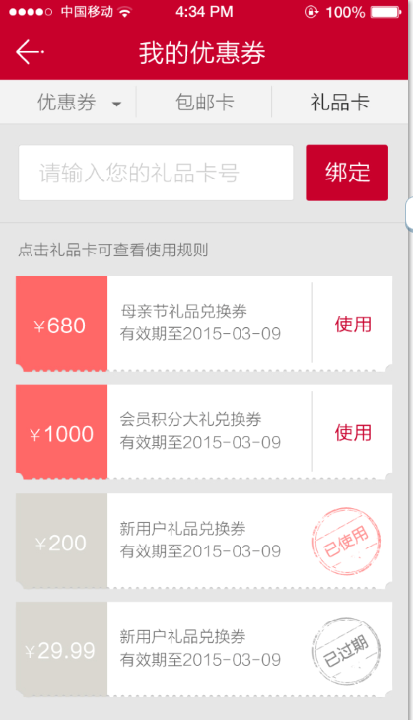 中国移动 4:34 PM 100%
我的优惠券
优惠券 包邮卡 礼品卡
请输入您的礼品卡号 绑定
点击礼品卡可查看使用规则
¥680
母亲节礼品兑换券
有效期至2015-03-09
使用
¥1000
会员积分大礼兑换券
有效期至2015-03-09
使用
¥200
新用户礼品兑换券
有效期至2015-03-09
已使用
¥29.99
新用户礼品兑换券
有效期至2015-03-09
已过期